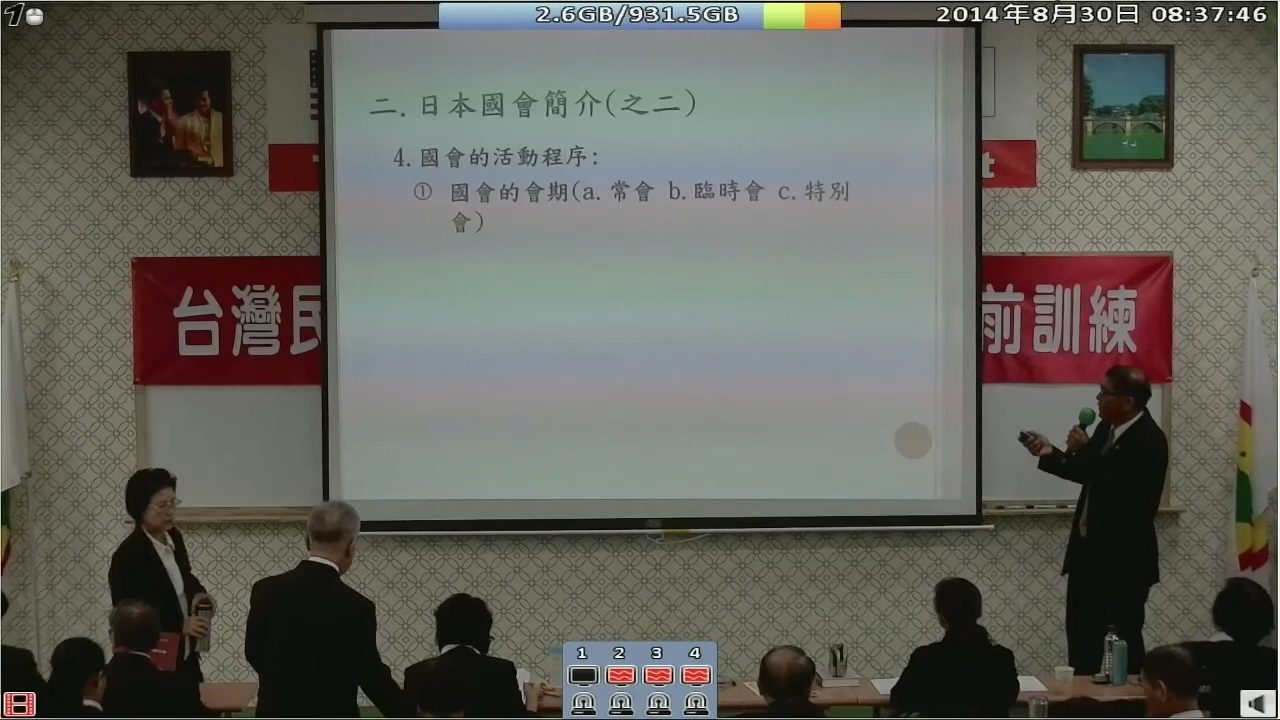 2.6GB/931.5GB
2014年8月30日 08:37:46
二.日本國會簡介(之二)
4.國會的活動程序:
① 國會的會期(a.常會 b.臨時會 c.特別
會)
t
台灣民
前訓練
1 2 3 4